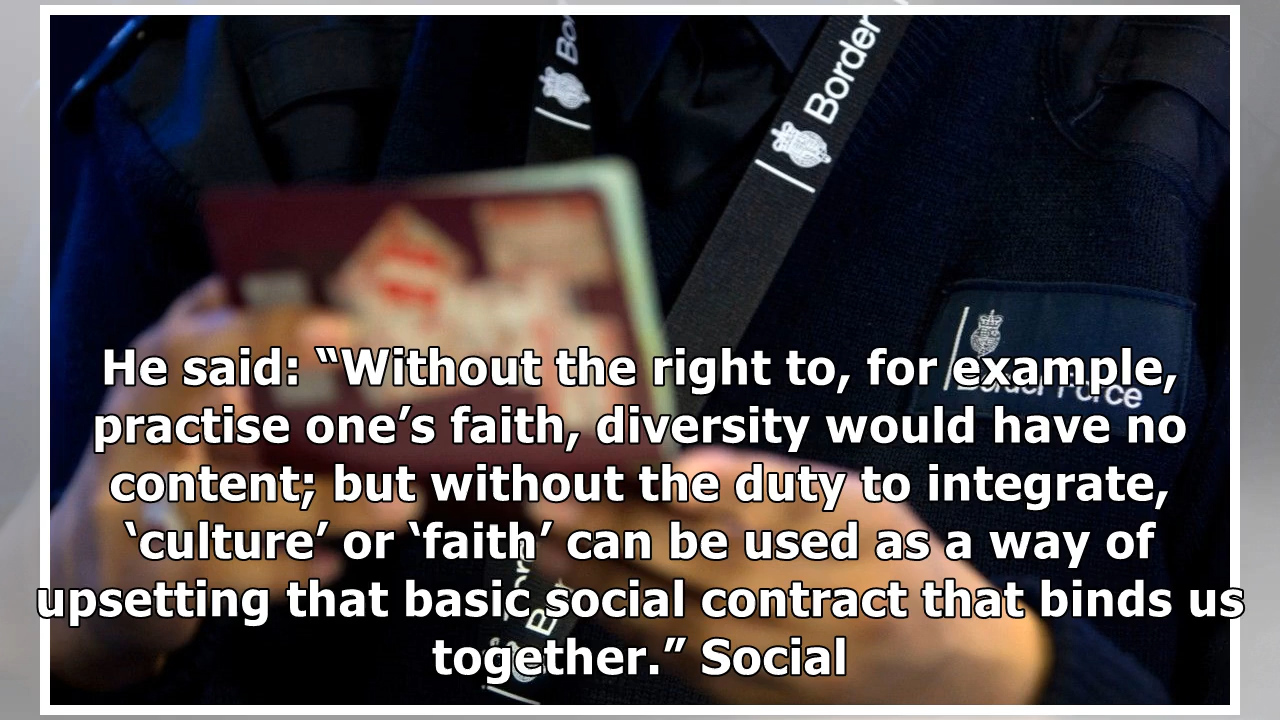 Bo
Border
Border Force
He said: “Without the right to, for example,
practise one’s faith, diversity would have no
content; but without the duty to integrate,
‘culture’ or ‘faith’ can be used as a way of
upsetting that basic social contract that binds us
together.” Social